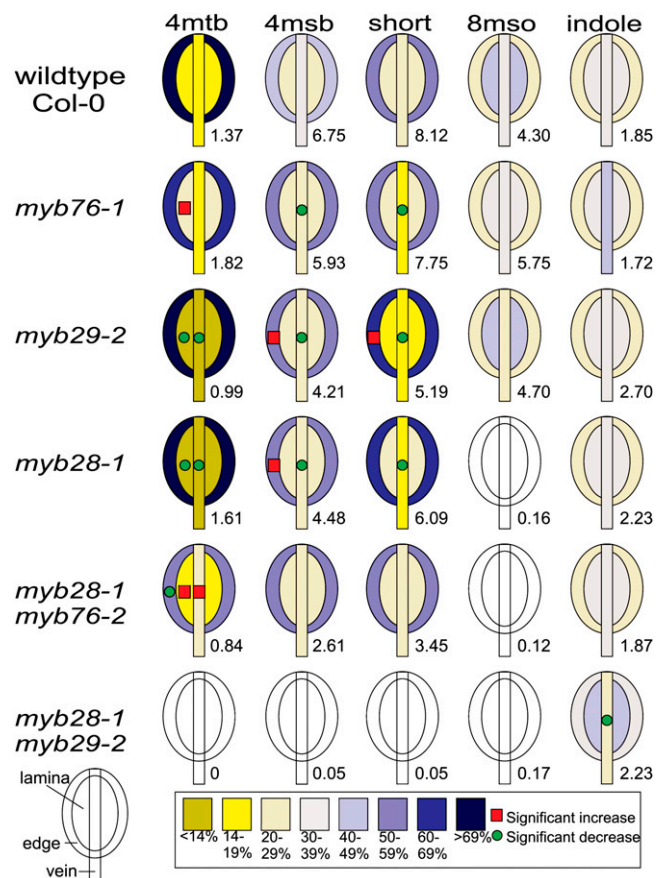 4mtb 4msb short 8mso indole
wildtype
Col-0
1.37 6.75 8.12 4.30 1.85
myb76-1
1.82 5.93 7.75 5.75 1.72
myb29-2
0.99 4.21 5.19 4.70 2.70
myb28-1
1.61 4.48 6.09 0.16 2.23
myb28-1
myb76-2
0.84 2.61 3.45 0.12 1.87
myb28-1
myb29-2
0 0.05 0.05 0.17 2.23
lamina
edge
vein
<14% 14-19% 20-29% 30-39% 40-49% 50-59% 60-69% >69%
Significant increase
Significant decrease